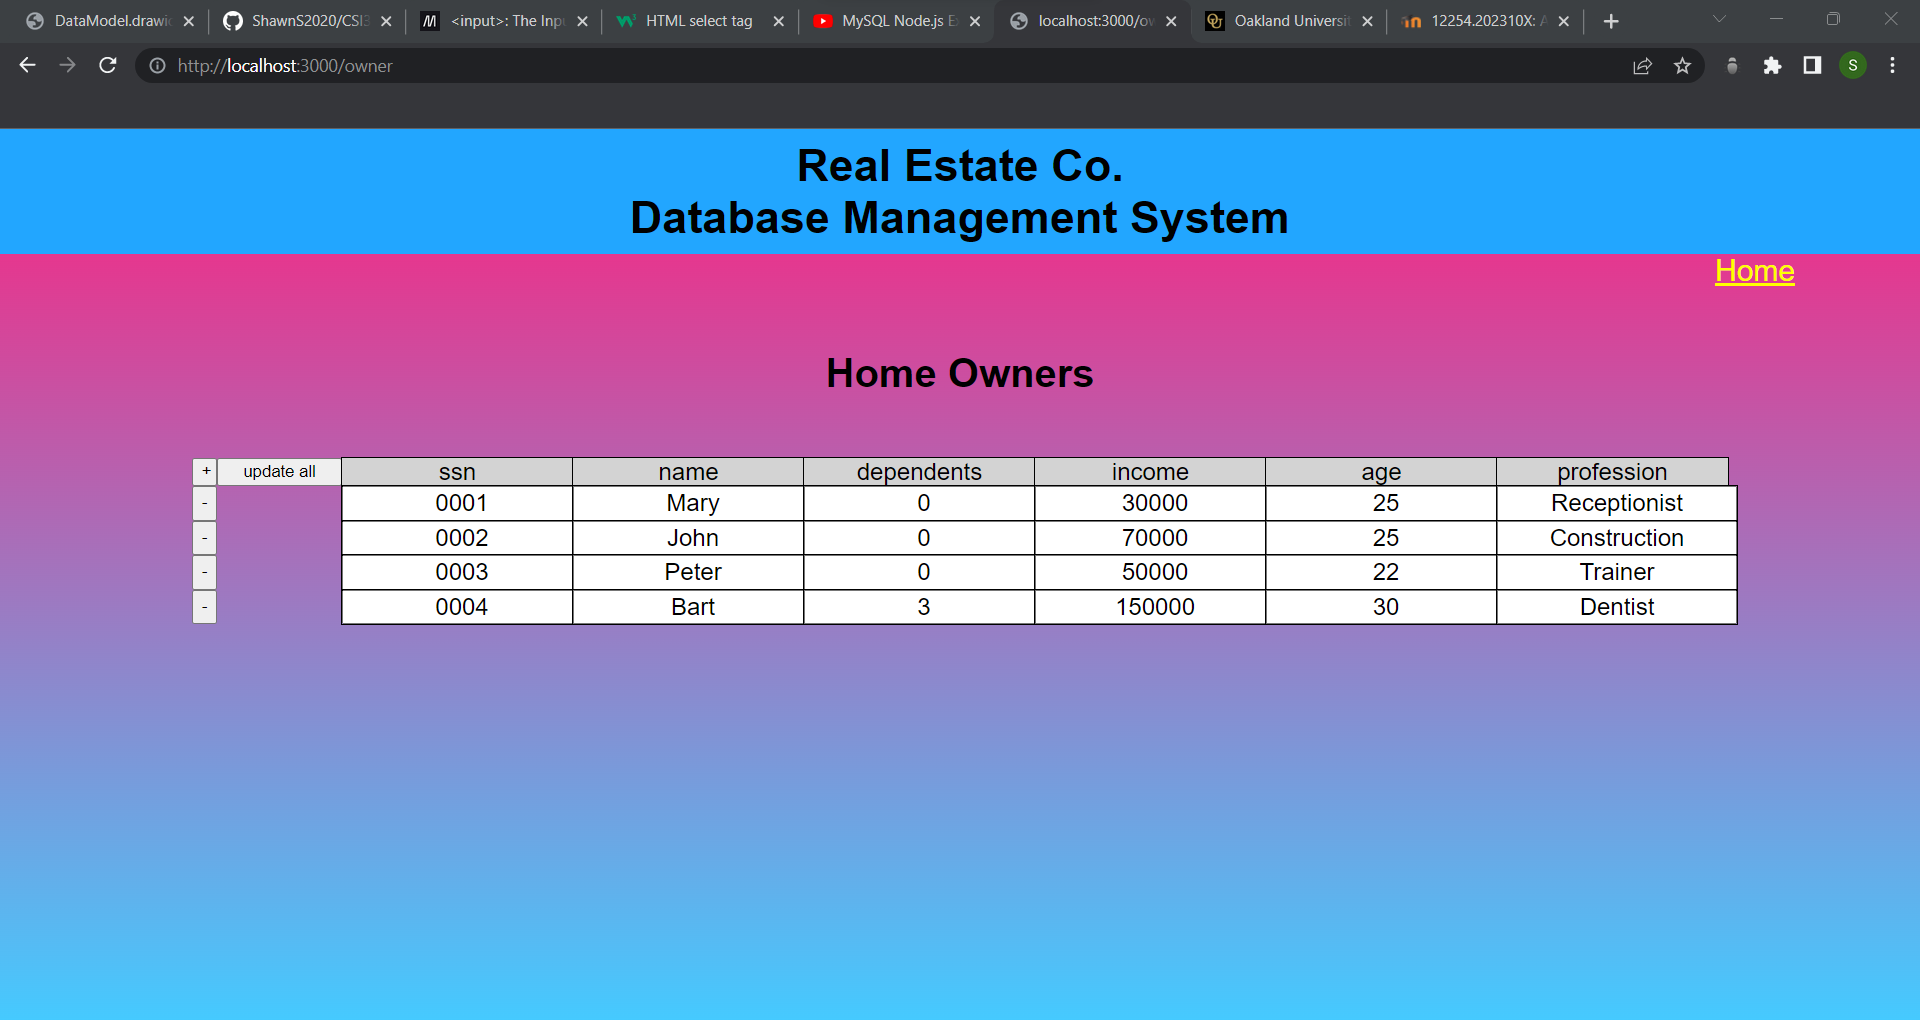 DataModel.drawi
ShawnS2020/CSI3
<input>: The Inpu
HTML select tag
MySQL Node.js E
localhost:3000/ow
Oakland Universit
12254.202310X: A
http://localhost:3000/owner
S
Real Estate Co.
Database Management System
Home
Home Owners
+ update all ssn name dependents income age profession
- 0001 Mary 0 30000 25 Receptionist
- 0002 John 0 70000 25 Construction
- 0003 Peter 0 50000 22 Trainer
- 0004 Bart 3 150000 30 Dentist